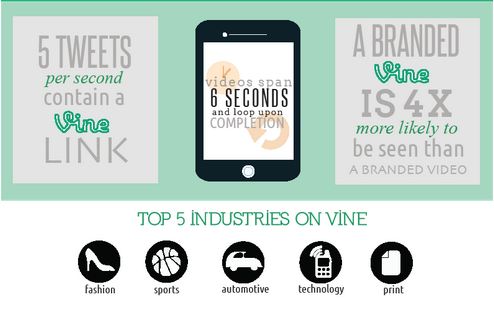 5 TWEETS
per second
contain a
Vine
LINK
videos span
6 SECONDS
and loop upon
COMPLETION
A BRANDED
Vine
IS 4X
more likely to
be seen than
A BRANDED VIDEO
TOP 5 INDUSTRIES ON VINE
fashion
sports
automotive
technology
print